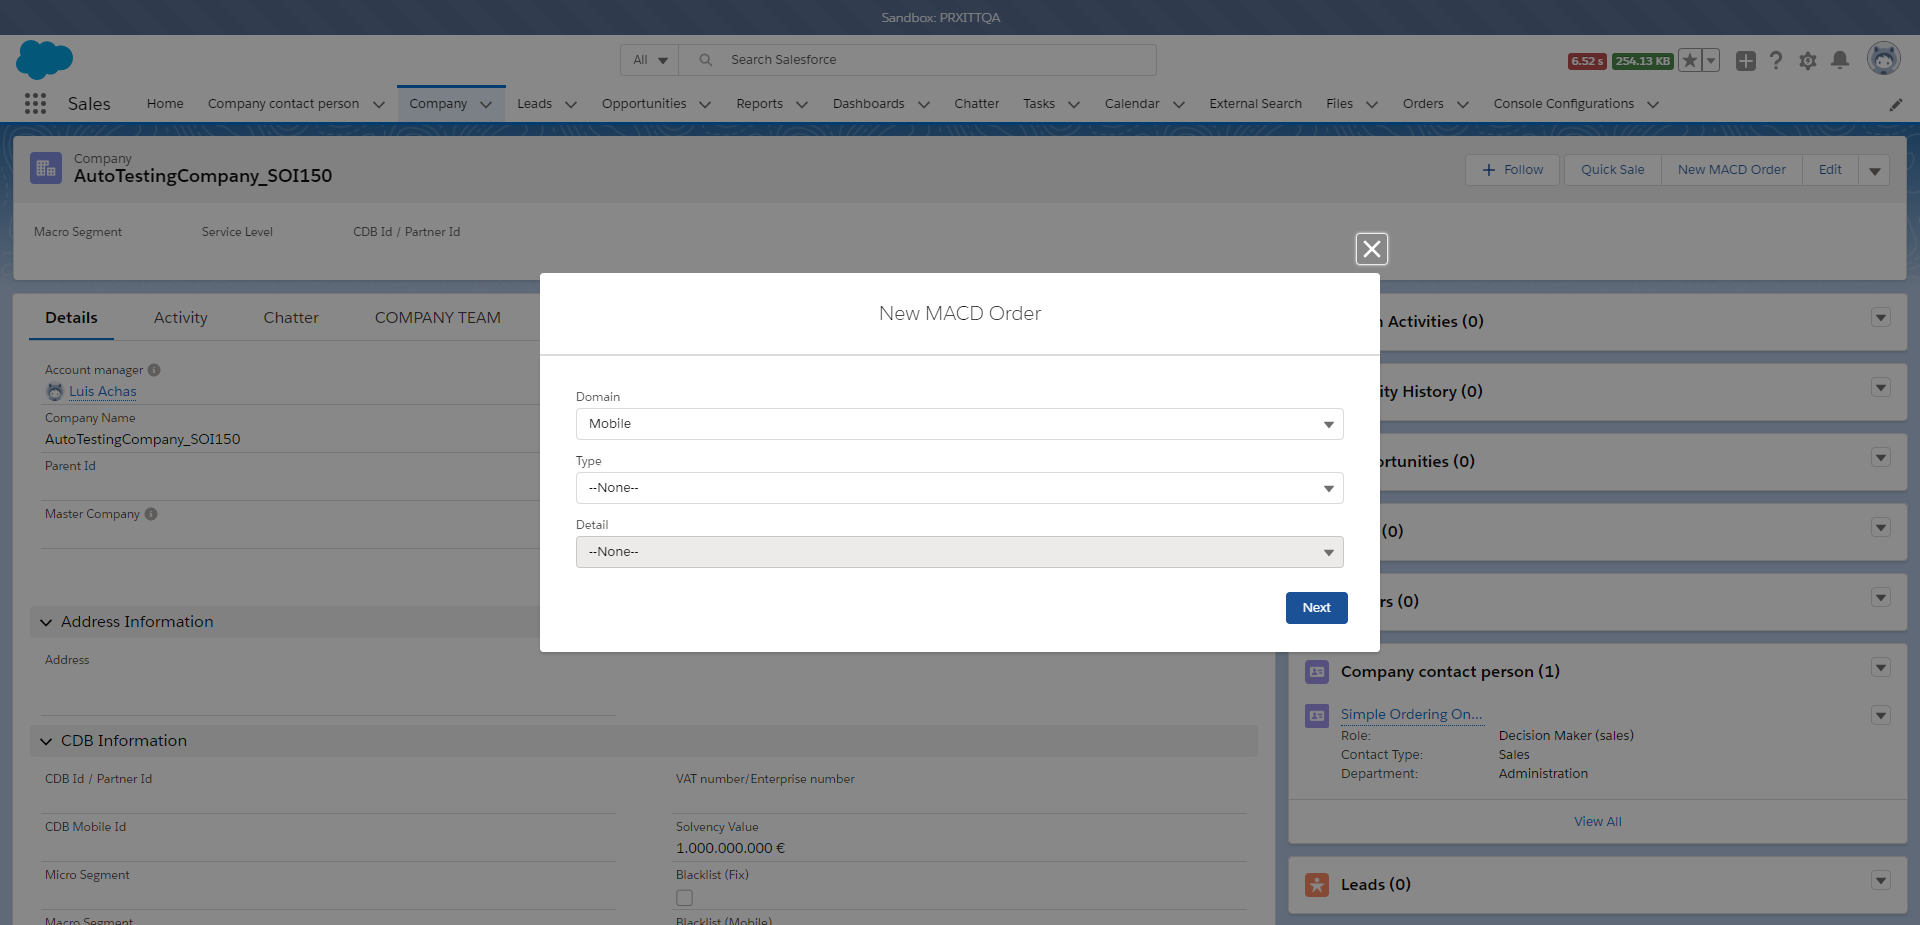 Sandbox: PRXITTQA
All
Search Salesforce
6.52 s
254.13 KB
Sales
Home
Company contact person
Company
Leads
Opportunities
Reports
Dashboards
Chatter
Tasks
Calendar
External Search
Files
Orders
Console Configurations
Company
AutoTestingCompany_SOI150
Follow
Quick Sale
New MACD Order
Edit
Macro Segment
Service Level
CDB Id / Partner Id
Details
Activity
Chatter
COMPANY TEAM
Account manager
Luis Achas
Company Name
AutoTestingCompany_SOI150
Parent Id
Master Company
Address Information
Address
CDB Information
CDB Id / Partner Id
VAT number/Enterprise number
CDB Mobile Id
Solvency Value
1.000.000.000 €
Micro Segment
Blacklist (Fix)
Macro Segment
Blacklist (Mobile)
New MACD Order
Domain
Mobile
Type
--None--
Detail
--None--
Next
Activities (0)
ity History (0)
ortunities (0)
(0)
rs (0)
Company contact person (1)
Simple Ordering On...
Role:
Decision Maker (sales)
Contact Type:
Sales
Department:
Administration
View All
Leads (0)